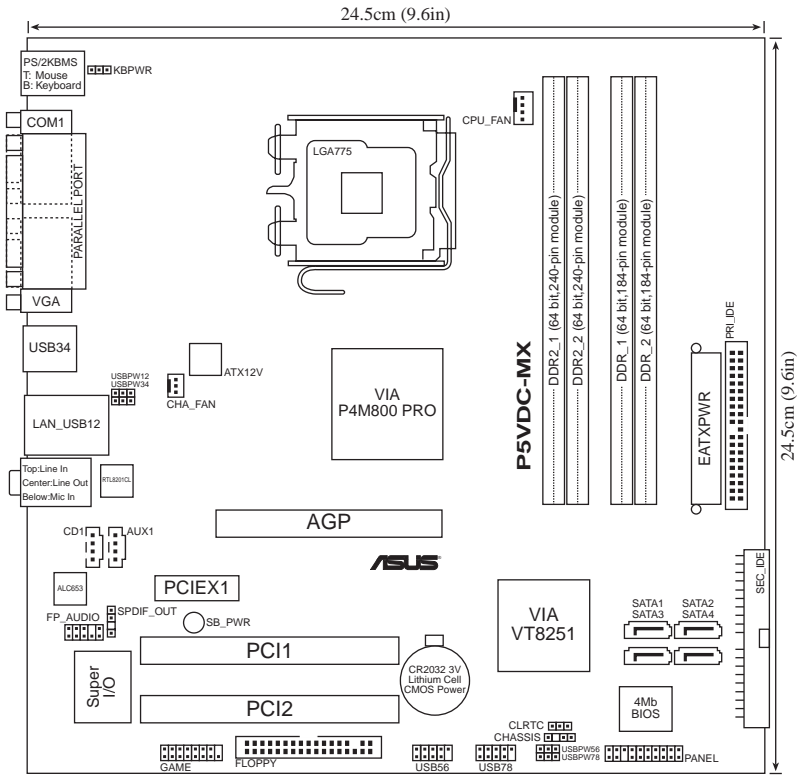 24.5cm (9.6in)
PS/2KBMS
T: Mouse
B: Keyboard
KBPWR
COM1
PARALLEL PORT
VGA
USB34
USBPW12
USBPW34
LAN_USB12
Top:Line In
Center:Line Out
Below:Mic In
RTL8201CL
CPU_FAN
LGA775
ATX12V
CHA_FAN
VIA
P4M800 PRO
P5VDC-MX
DDR2_1 (64 bit,240-pin module)
DDR2_2 (64 bit,240-pin module)
DDR_1 (64 bit,184-pin module)
DDR_2 (64 bit,184-pin module)
EATXPWR
PRI_IDE
24.5cm (9.6in)
AGP
ASUS
CD1
AUX1
ALC653
PCIEX1
SPDIF_OUT
FP_AUDIO
SB_PWR
VIA
VT8251
SATA1
SATA3
SATA2
SATA4
SEC_IDE
PCI1
Super
I/O
CR2032 3V
Lithium Cell
CMOS Power
PCI2
4Mb
BIOS
CLRTC
CHASSIS
USBPW56
USBPW78
PANEL
GAME
FLOPPY
USB56
USB78